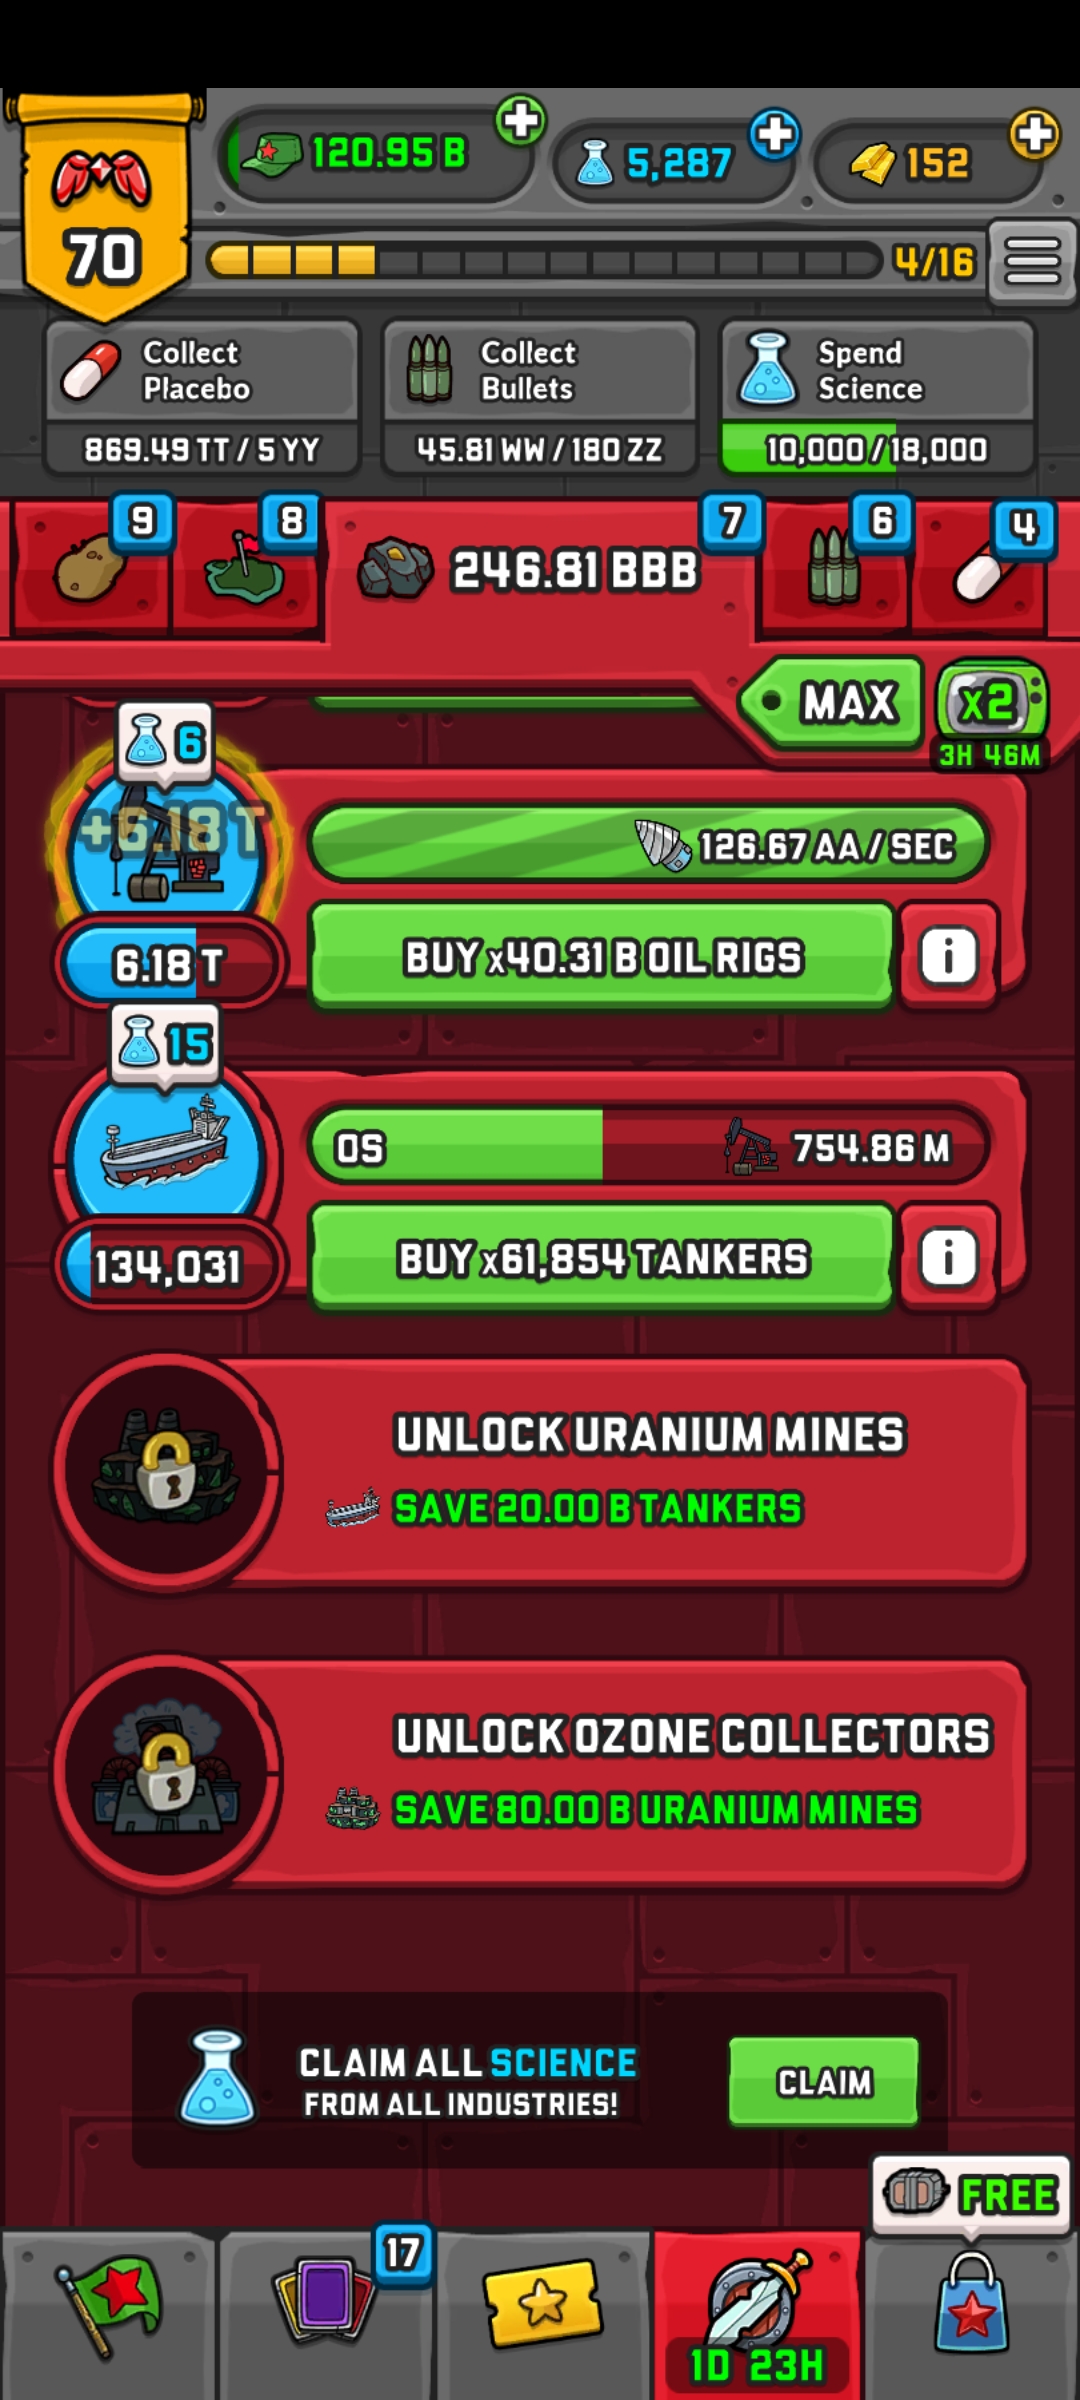 70
120.95 B
5,287
152
4/16
Collect
Placebo
869.49 TT / 5 YY
Collect
Bullets
45.81 WW / 180 ZZ
Spend
Science
10,000 / 18,000
9
8
246.81 BBB
7
6
4
MAX
x2
3H 46M
6
+6.18 T
126.67 AA / SEC
6.18 T
BUY x40.31 B OIL RIGS
i
15
0S
754.86 M
134,031
BUY x61,854 TANKERS
i
UNLOCK URANIUM MINES
SAVE 20.00 B TANKERS
UNLOCK OZONE COLLECTORS
SAVE 80.00 B URANIUM MINES
CLAIM ALL SCIENCE
FROM ALL INDUSTRIES!
CLAIM
FREE
17
1D 23H